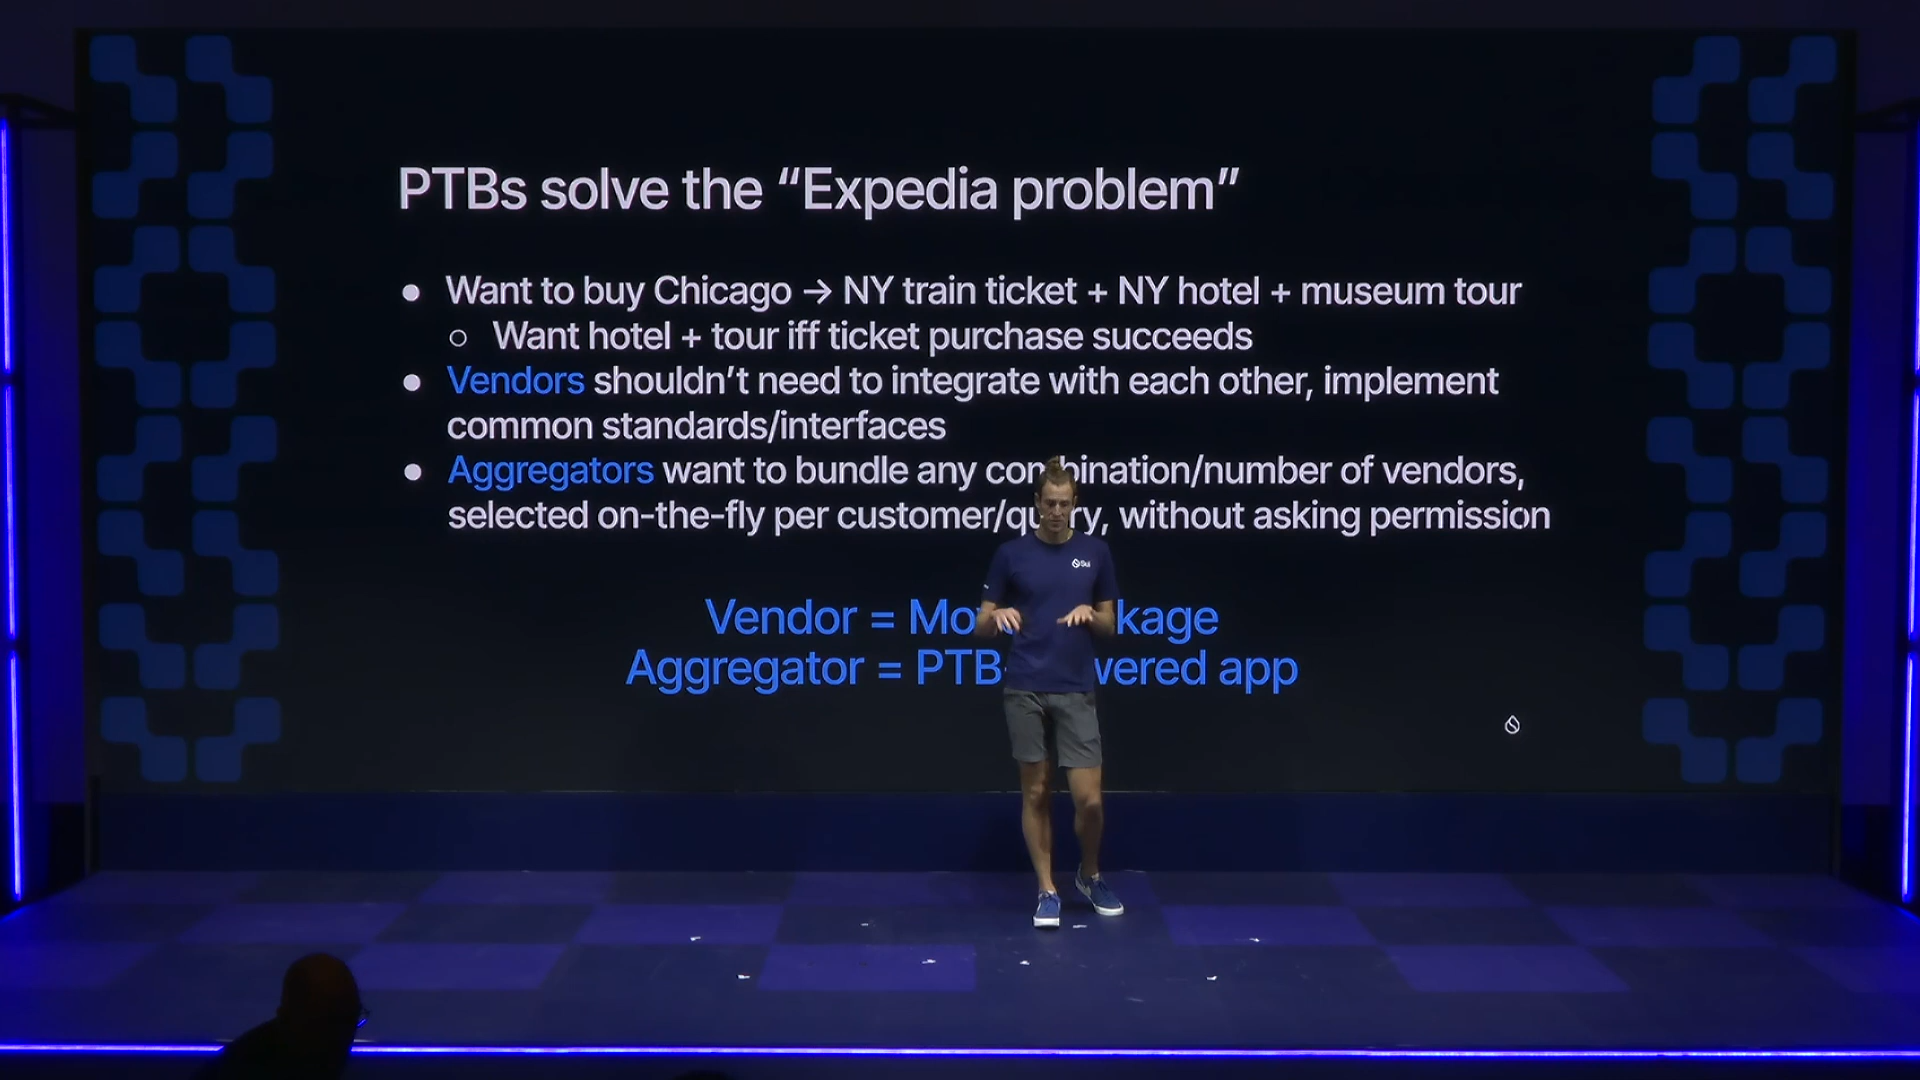 PTBs solve the “Expedia problem”
● Want to buy Chicago → NY train ticket + NY hotel + museum tour
○ Want hotel + tour iff ticket purchase succeeds
● Vendors shouldn’t need to integrate with each other, implement
common standards/interfaces
● Aggregators want to bundle any combination/number of vendors,
selected on-the-fly per customer/query, without asking permission
Vendor = Mo kage
Aggregator = PTB- wered app
Sui